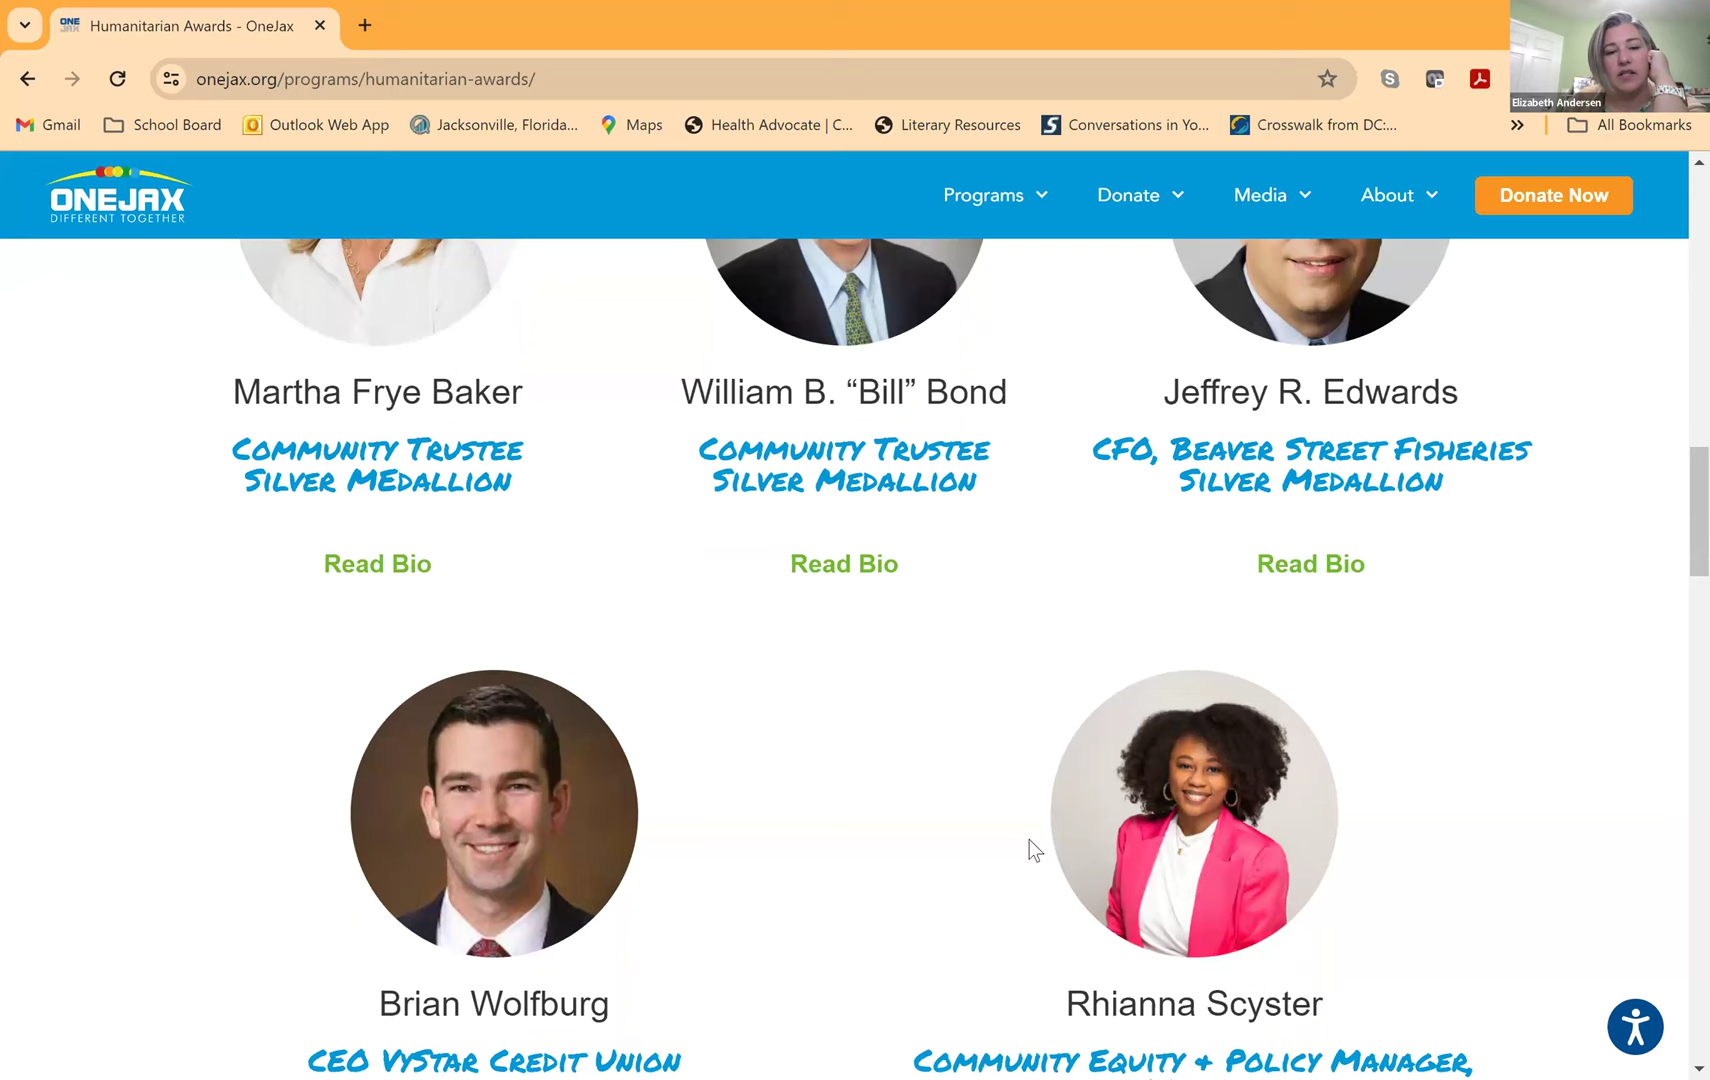 Humanitarian Awards - OneJax
onejax.org/programs/humanitarian-awards/
Elizabeth Andersen
Gmail School Board Outlook Web App Jacksonville, Florida... Maps Health Advocate | C... Literary Resources Conversations in Yo... Crosswalk from DC:... All Bookmarks
ONEJAX
DIFFERENT TOGETHER
Programs Donate Media About Donate Now
Martha Frye Baker William B. “Bill” Bond Jeffrey R. Edwards
Community Trustee Community Trustee CFO, Beaver Street Fisheries
Silver MEdallion Silver Medallion Silver Medallion
Read Bio Read Bio Read Bio
Brian Wolfburg Rhianna Scyster
CEO VyStar Credit Union Community Equity & Policy Manager,